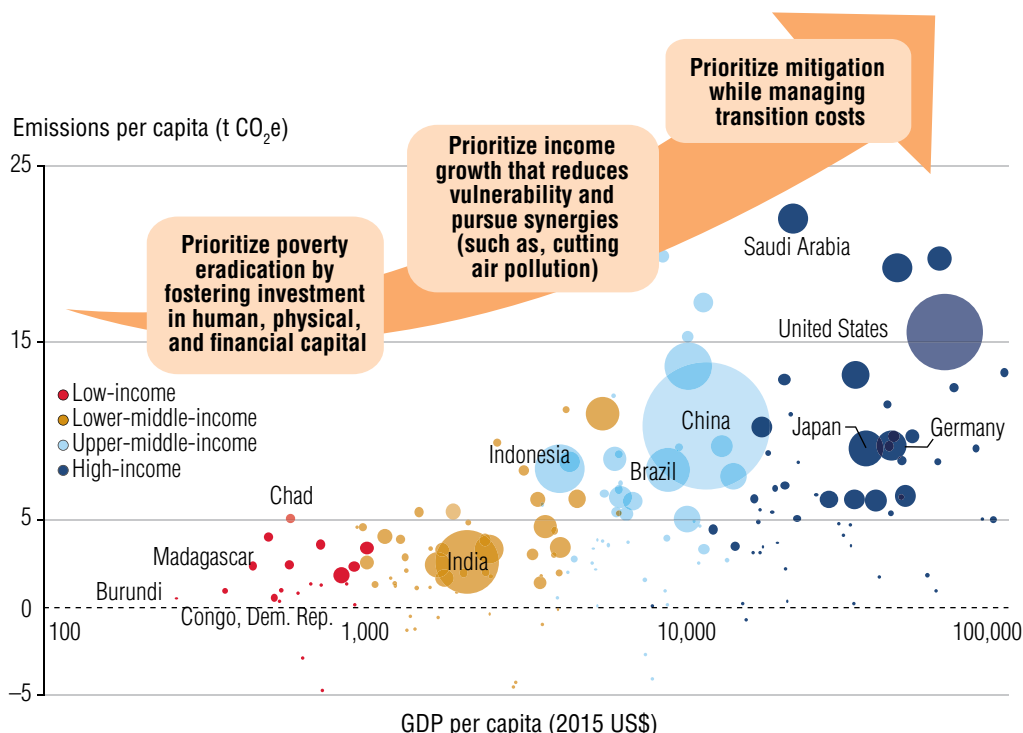 Prioritize mitigation
while managing
transition costs
Emissions per capita (t CO₂e)
Prioritize income
growth that reduces
vulnerability and
pursue synergies
(such as, cutting
air pollution)
Prioritize poverty
eradication by
fostering investment
in human, physical,
and financial capital
25
15
5
0
–5
Low-income
Lower-middle-income
Upper-middle-income
High-income
Saudi Arabia
United States
China
Japan
Germany
Indonesia
Brazil
Chad
Madagascar
India
Burundi
Congo, Dem. Rep.
100
1,000
10,000
100,000
GDP per capita (2015 US$)